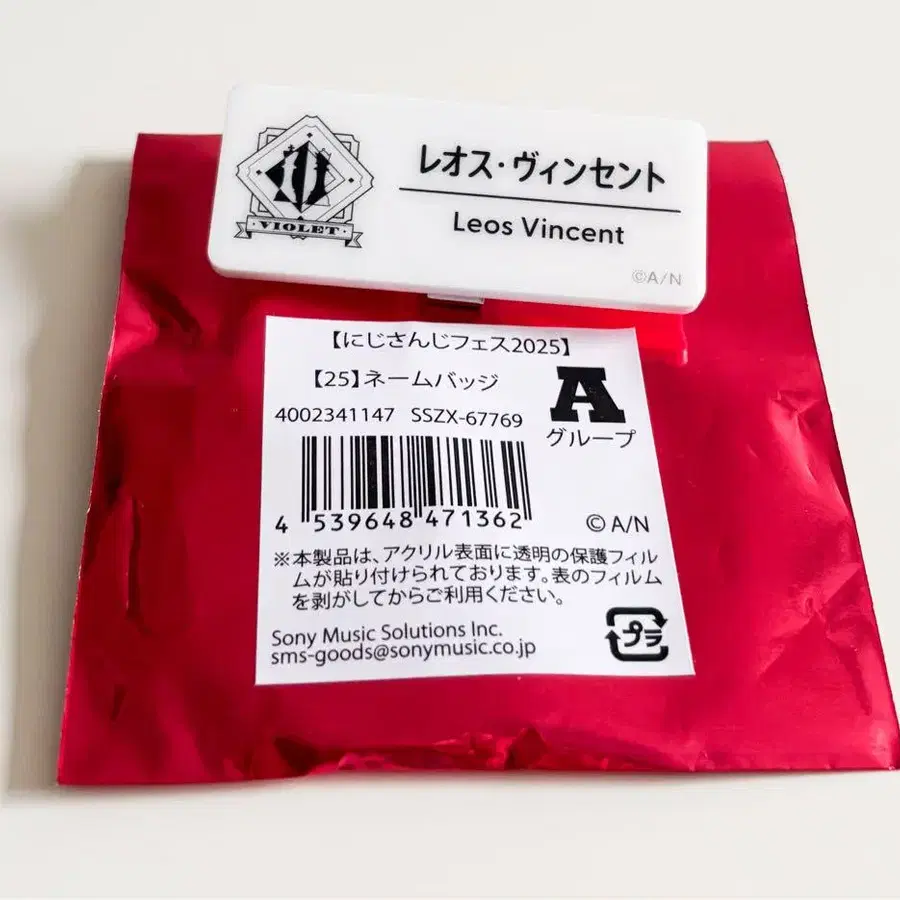 VIOLET
レオス・ヴィンセント
Leos Vincent
©A/N
【にじさんじフェス2025】
【25】ネームバッジ
4002341147 SSZX-67769
A
グループ
4 539648 471362
© A/N
※本製品は、アクリル表面に透明の保護フィル
ムが貼り付けられております。表のフィルム
を剥がしてからご利用ください。
Sony Music Solutions Inc.
sms-goods@sonymusic.co.jp
プラ